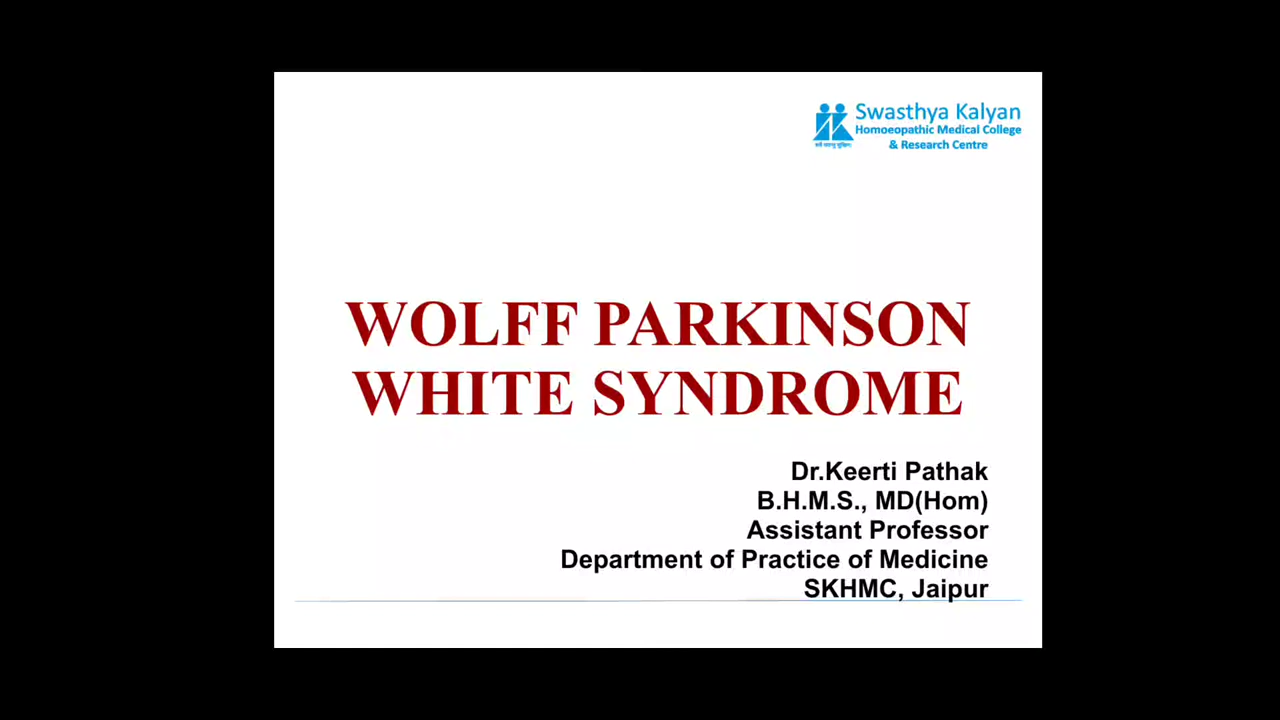 Swasthya Kalyan
Homoeopathic Medical College
& Research Centre
WOLFF PARKINSON
WHITE SYNDROME
Dr.Keerti Pathak
B.H.M.S., MD(Hom)
Assistant Professor
Department of Practice of Medicine
SKHMC, Jaipur